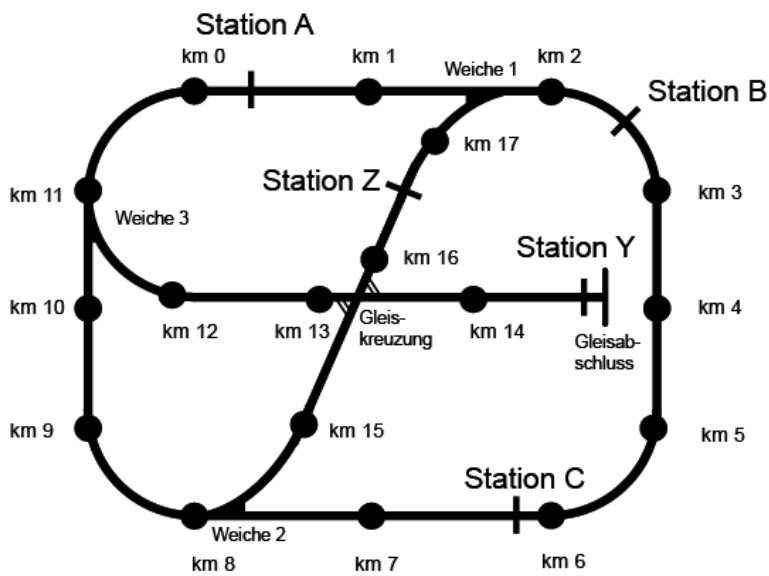 Station A
km 0
km 1
Weiche 1
km 2
Station B
km 17
Station Z
km 11
km 3
Weiche 3
Station Y
km 16
km 10
km 12
km 13
Gleis-
kreuzung
km 14
Gleisab-
schluss
km 4
km 9
km 15
km 5
Station C
Weiche 2
km 8
km 7
km 6